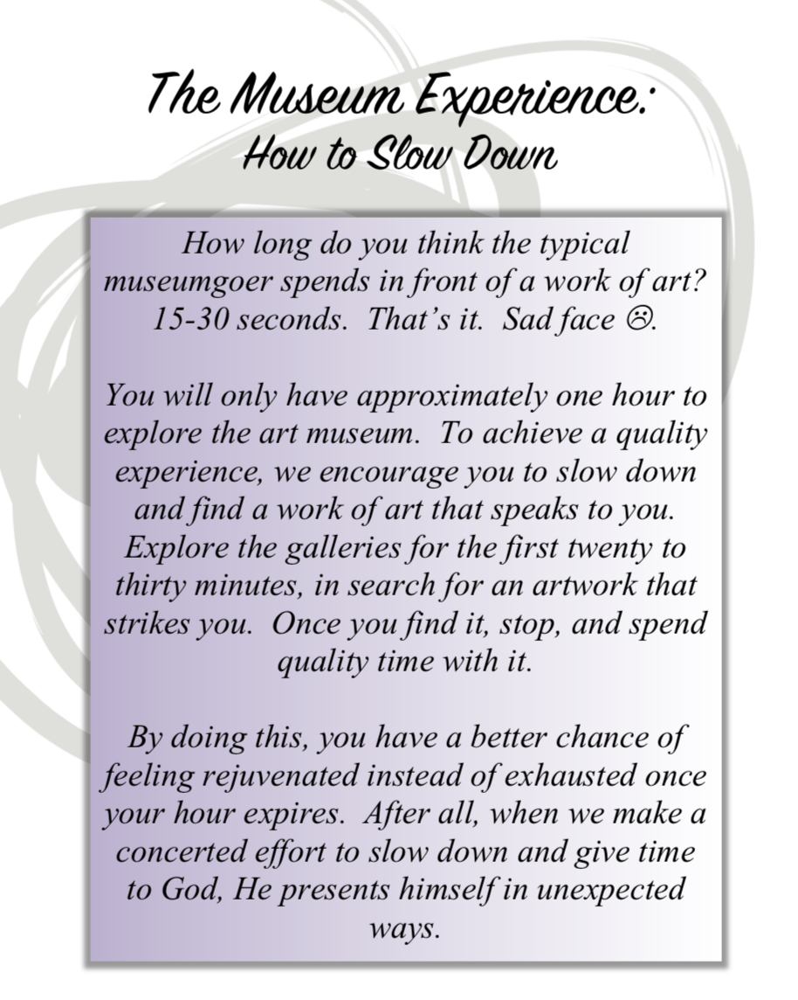 The Museum Experience:
How to Slow Down
How long do you think the typical
museumgoer spends in front of a work of art?
15-30 seconds.  That's it.  Sad face ☹.
You will only have approximately one hour to
explore the art museum.  To achieve a quality
experience, we encourage you to slow down
and find a work of art that speaks to you.
Explore the galleries for the first twenty to
thirty minutes, in search for an artwork that
strikes you.  Once you find it, stop, and spend
quality time with it.
By doing this, you have a better chance of
feeling rejuvenated instead of exhausted once
your hour expires.  After all, when we make a
concerted effort to slow down and give time
to God, He presents himself in unexpected
ways.